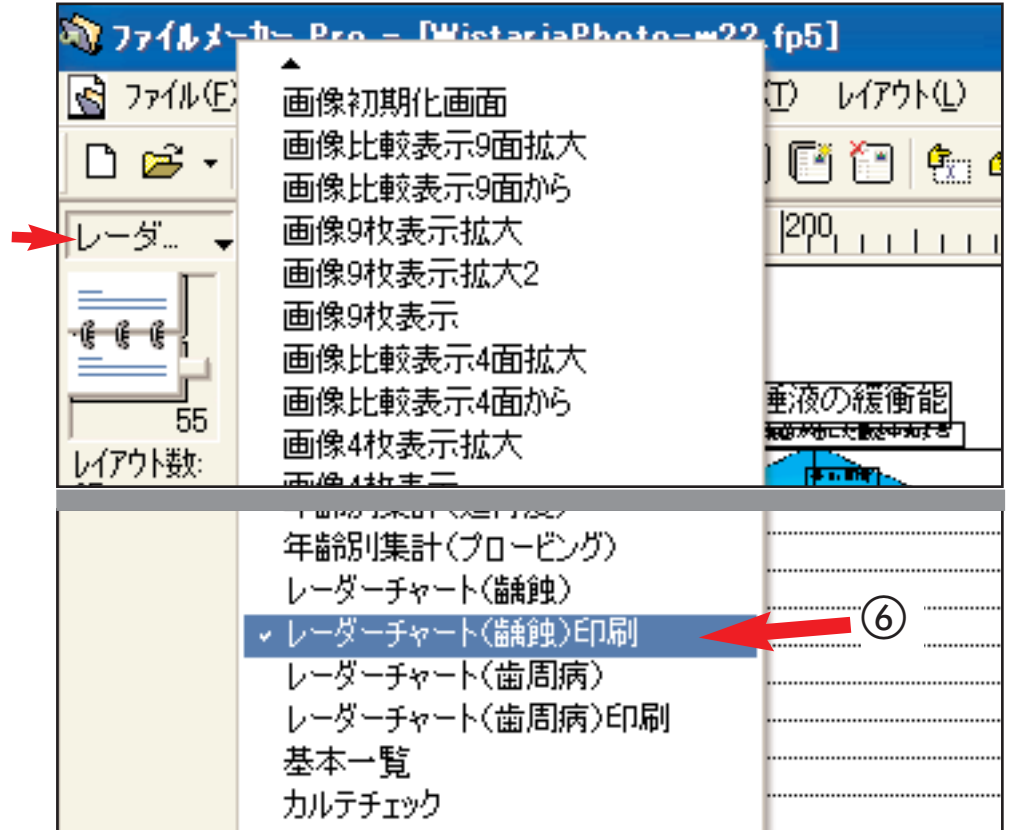 ファイルメーカー Pro - [WistariaPhoto-w22.fp5]
ファイル(F)
(T) レイアウト(L)
画像初期化画面
画像比較表示9面拡大
画像比較表示9面から
レーダ...
画像9枚表示拡大
200
画像9枚表示拡大2
画像9枚表示
画像比較表示4面拡大
画像比較表示4面から
唾液の緩衝能
55
画像4枚表示拡大
レイアウト数:
画像4枚表示
年齢別集計(プロービング)
レーダーチャート(齲蝕)
レーダーチャート(齲蝕)印刷
⑥
レーダーチャート(歯周病)
レーダーチャート(歯周病)印刷
基本一覧
カルテチェック